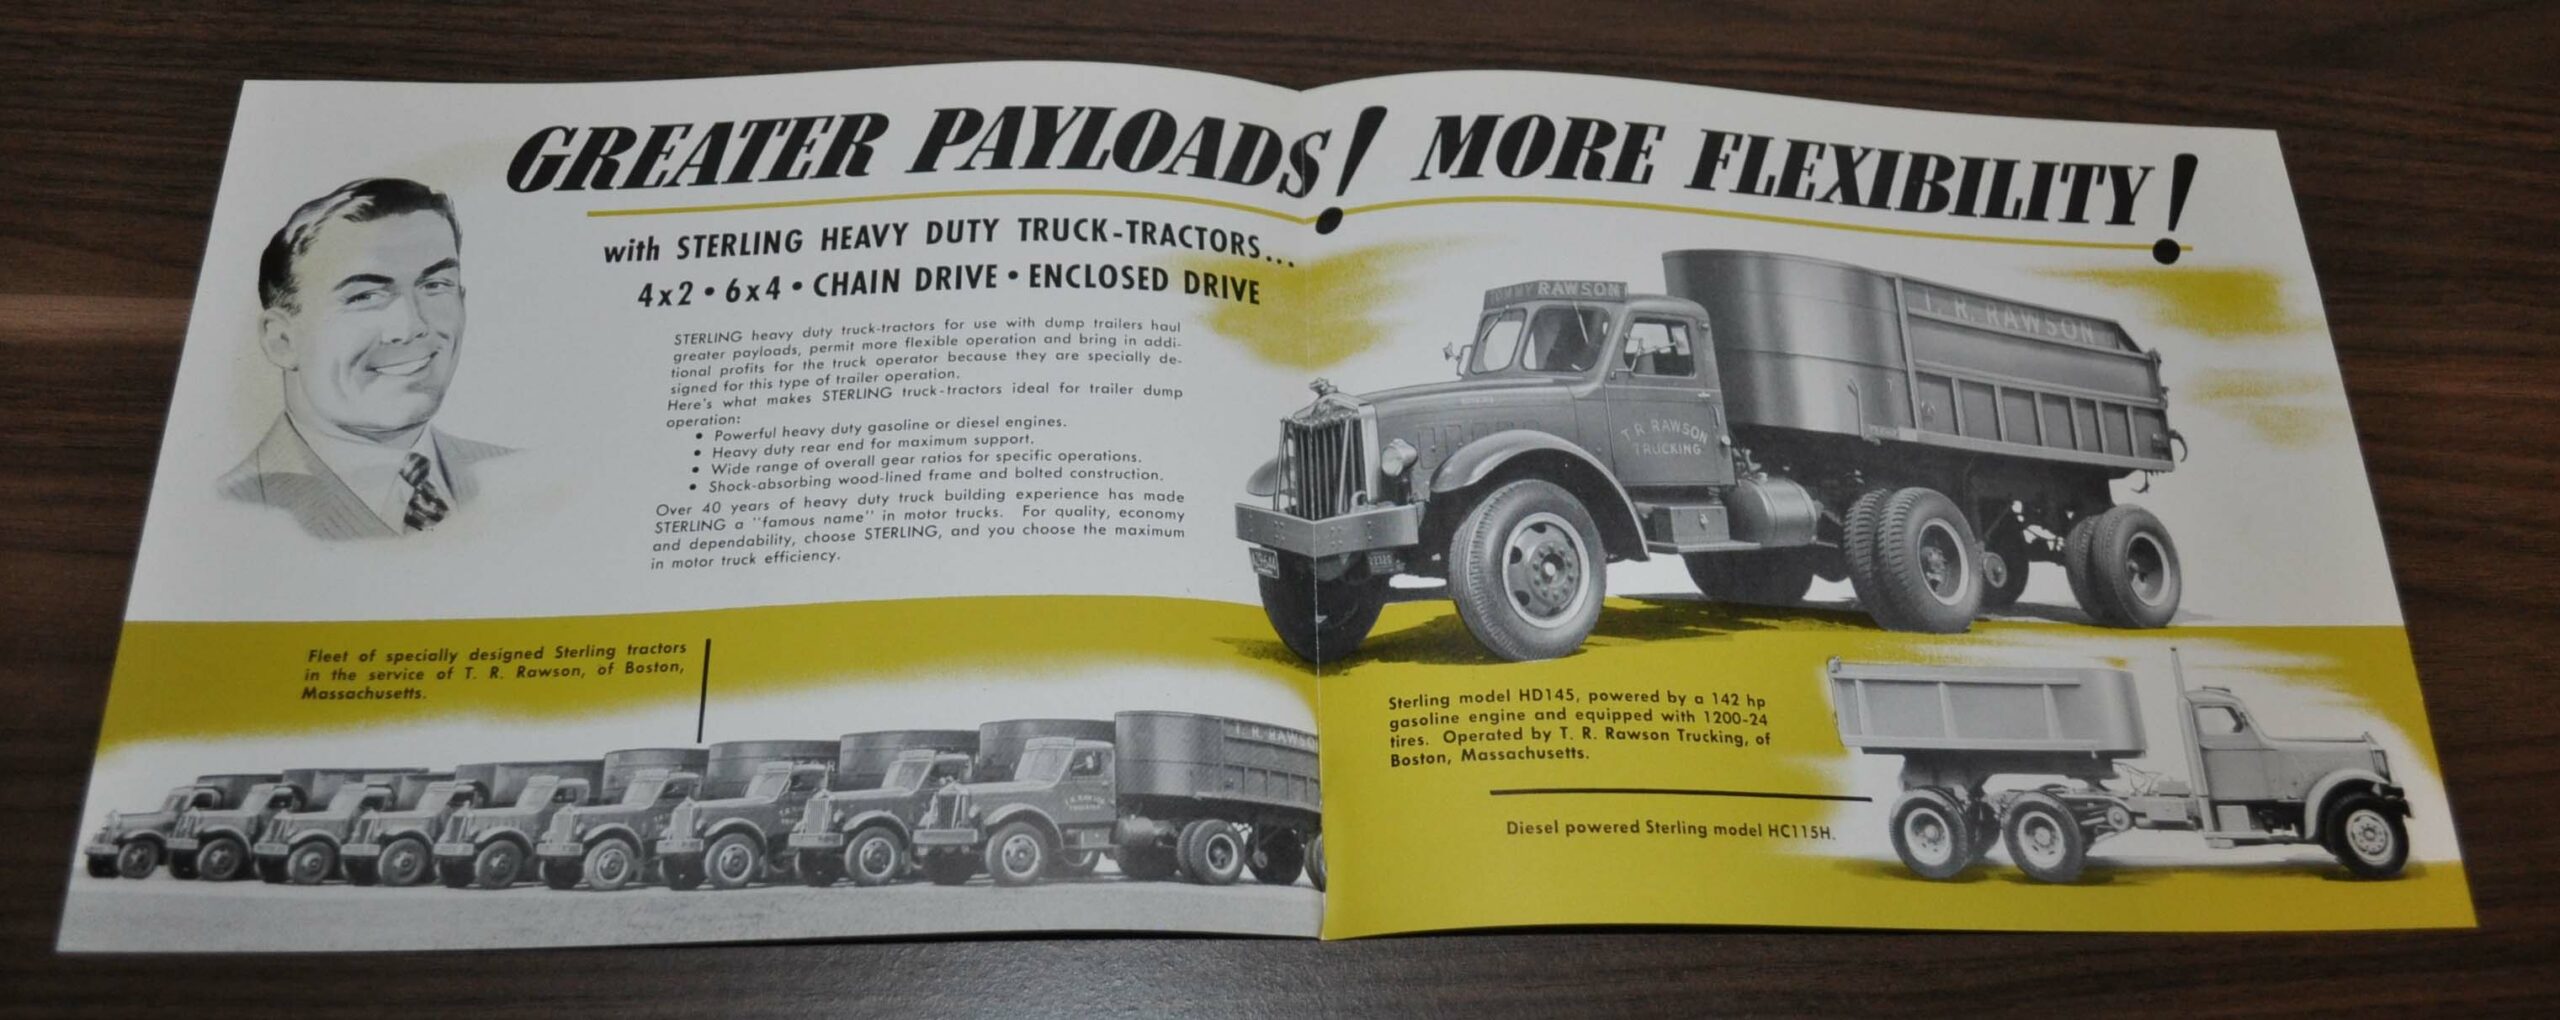 GREATER PAYLOADS! MORE FLEXIBILITY!
with STERLING HEAVY DUTY TRUCK-TRACTORS...
4x2 • 6x4 • CHAIN DRIVE • ENCLOSED DRIVE
STERLING heavy duty truck-tractors for use with dump trailers haul
greater payloads, permit more flexible operation and bring in addi-
tional profits for the truck operator because they are specially de-
signed for this type of trailer operation.
Here's what makes STERLING truck-tractors ideal for trailer dump
operation:
• Powerful heavy duty gasoline or diesel engines.
• Heavy duty rear end for maximum support.
• Wide range of overall gear ratios for specific operations.
• Shock-absorbing wood-lined frame and bolted construction.
Over 40 years of heavy duty truck building experience has made
STERLING a "famous name" in motor trucks. For quality, economy
and dependability, choose STERLING, and you choose the maximum
in motor truck efficiency.
Fleet of specially designed Sterling tractors
in the service of T. R. Rawson, of Boston,
Massachusetts.
T. R. RAWSO
TOMMY RAWSON
T. R. RAWSON
T. R. RAWSON
TRUCKING
Sterling model HD145, powered by a 142 hp
gasoline engine and equipped with 1200-24
tires. Operated by T. R. Rawson Trucking, of
Boston, Massachusetts.
Diesel powered Sterling model HC115H.